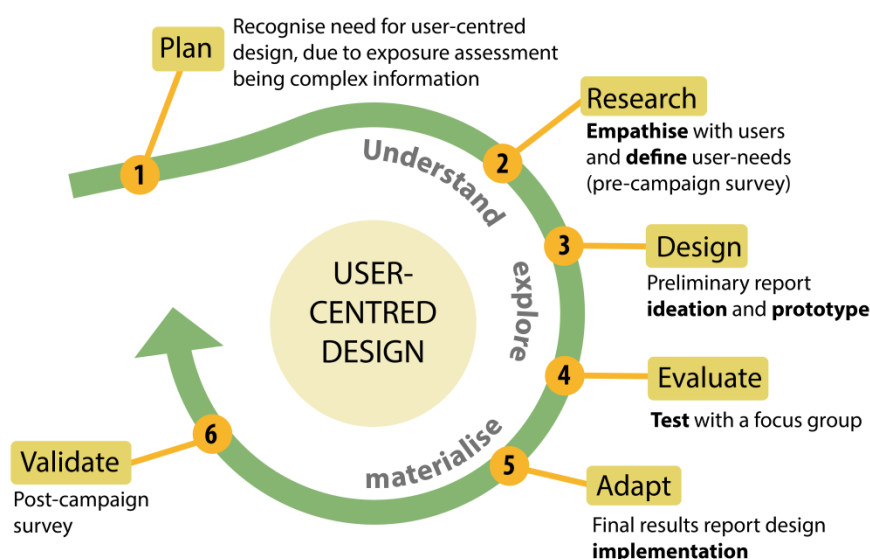 Plan
Recognise need for user-centred
design, due to exposure assessment
being complex information
1
Research
Empathise with users
and define user-needs
(pre-campaign survey)
2
Understand
3
Design
Preliminary report
ideation and prototype
explore
USER-
CENTRED
DESIGN
4
Evaluate
Test with a focus group
materialise
5
Adapt
Final results report design
implementation
6
Validate
Post-campaign
survey